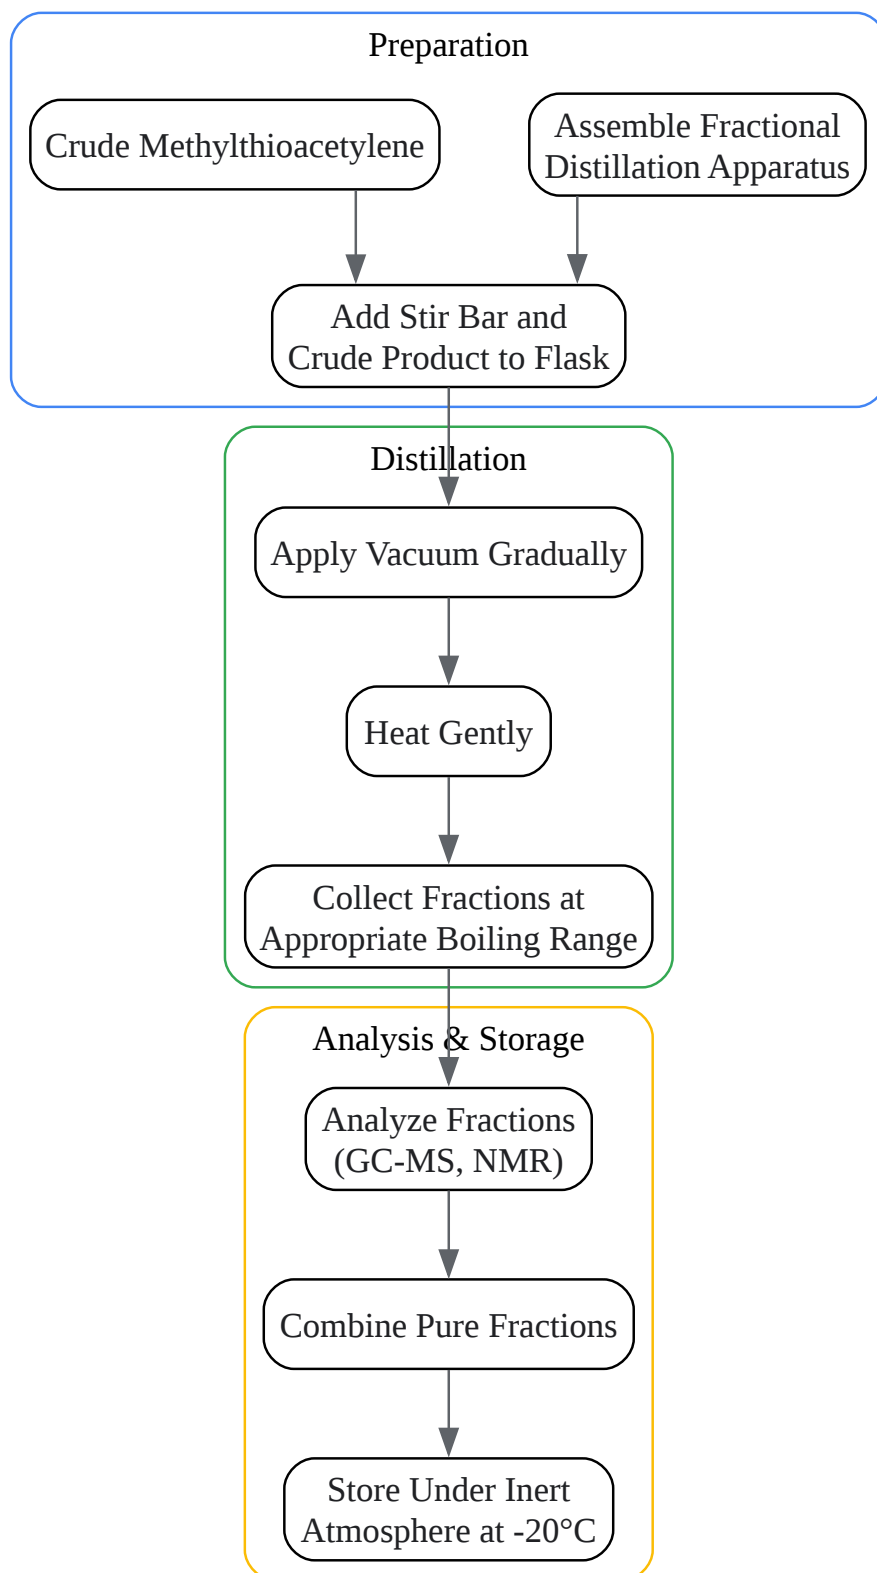 Preparation
Crude Methylthioacetylene
Assemble Fractional
Distillation Apparatus
Add Stir Bar and
Crude Product to Flask
Distillation
Apply Vacuum Gradually
Heat Gently
Collect Fractions at
Appropriate Boiling Range
Analysis & Storage
Analyze Fractions
(GC-MS, NMR)
Combine Pure Fractions
Store Under Inert
Atmosphere at -20°C